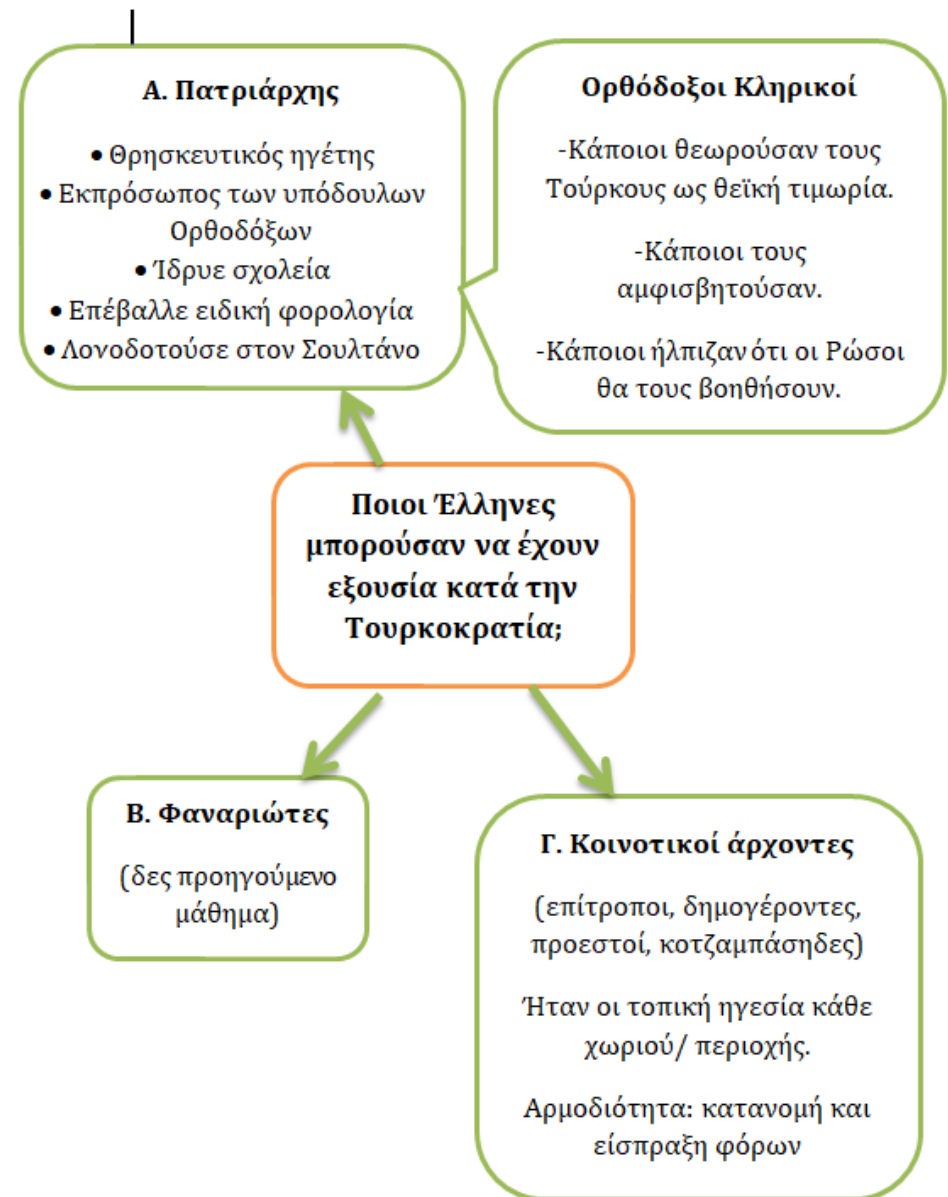 Α. Πατριάρχης
• Θρησκευτικός ηγέτης
• Εκπρόσωπος των υπόδουλων
Ορθοδόξων
• Ίδρυε σχολεία
• Επέβαλλε ειδική φορολογία
• Λογοδοτούσε στον Σουλτάνο
Ορθόδοξοι Κληρικοί
-Κάποιοι θεωρούσαν τους
Τούρκους ως θεϊκή τιμωρία.
-Κάποιοι τους
αμφισβητούσαν.
-Κάποιοι ήλπιζαν ότι οι Ρώσοι
θα τους βοηθήσουν.
Ποιοι Έλληνες
μπορούσαν να έχουν
εξουσία κατά την
Τουρκοκρατία;
Β. Φαναριώτες
(δες προηγούμενο
μάθημα)
Γ. Κοινοτικοί άρχοντες
(επίτροποι, δημογέροντες,
προεστοί, κοτζαμπάσηδες)
Ήταν οι τοπική ηγεσία κάθε
χωριού/ περιοχής.
Αρμοδιότητα: κατανομή και
είσπραξη φόρων